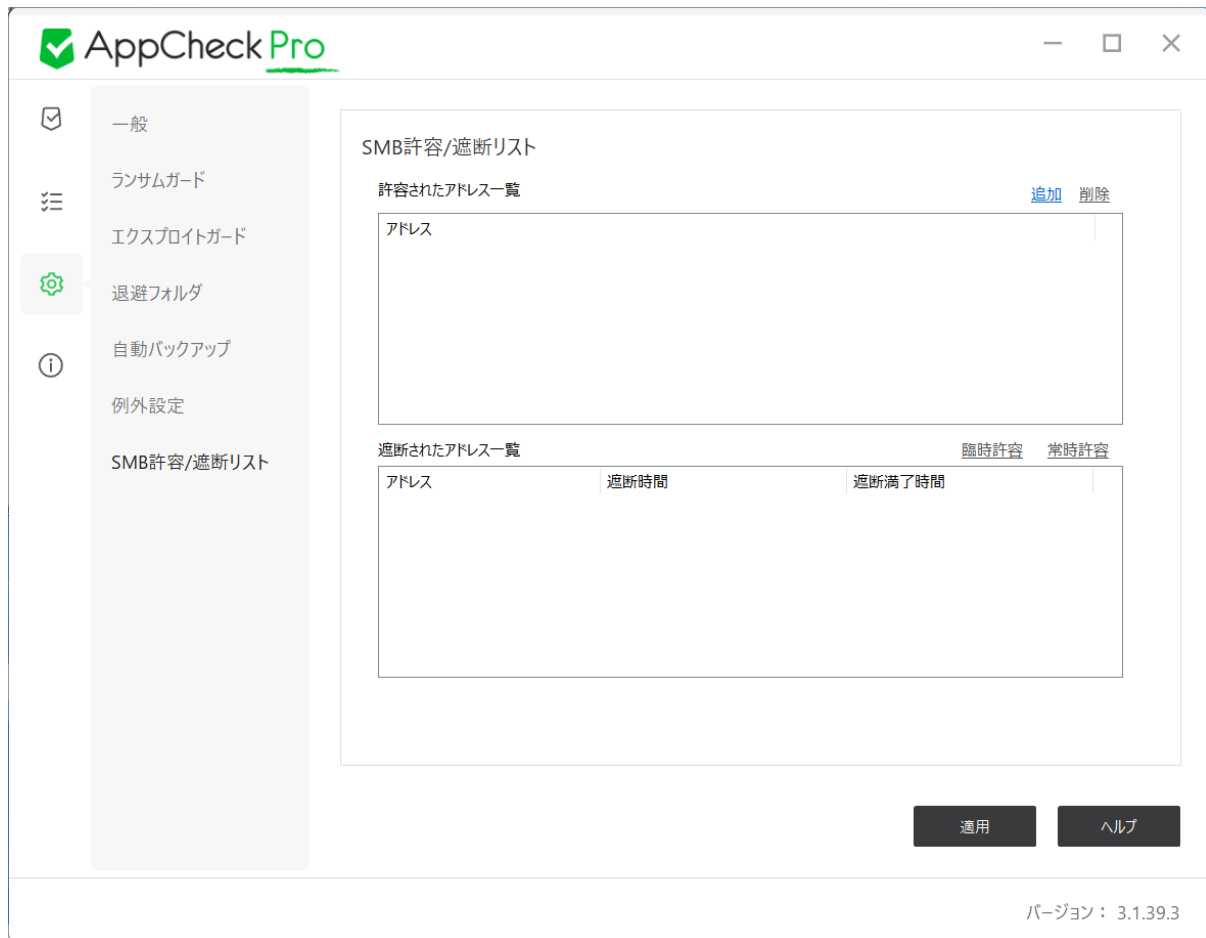 AppCheck Pro
一般
ランサムガード
エクスプロイトガード
退避フォルダ
自動バックアップ
例外設定
SMB許容/遮断リスト
SMB許容/遮断リスト
許容されたアドレス一覧
追加 削除
アドレス
遮断されたアドレス一覧
臨時許容 常時許容
アドレス 遮断時間 遮断満了時間
適用 ヘルプ
バージョン： 3.1.39.3